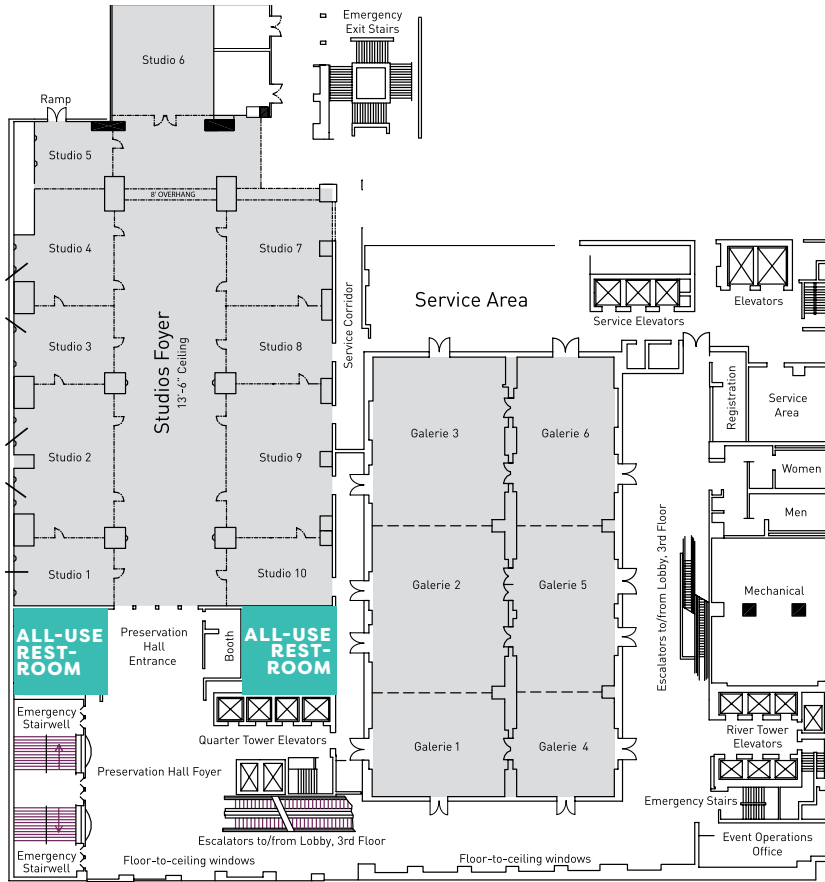 Emergency
Exit Stairs
Studio 6
Ramp
Studio 5
8' OVERHANG
Studio 4
Studio 7
Service Corridor
Service Area
Service Elevators
Elevators
Studios Foyer
13'-6" Ceiling
Studio 3
Studio 8
Registration
Service
Area
Galerie 3
Galerie 6
Studio 2
Studio 9
Women
Men
Escalators to/from Lobby, 3rd Floor
Studio 1
Studio 10
Galerie 2
Galerie 5
Mechanical
ALL-USE
REST-
ROOM
Preservation
Hall
Entrance
Booth
ALL-USE
REST-
ROOM
Emergency
Stairwell
Quarter Tower Elevators
Galerie 1
Galerie 4
River Tower
Elevators
Preservation Hall Foyer
Emergency Stairs
Escalators to/from Lobby, 3rd Floor
Event Operations
Office
Emergency
Stairwell
Floor-to-ceiling windows
Floor-to-ceiling windows